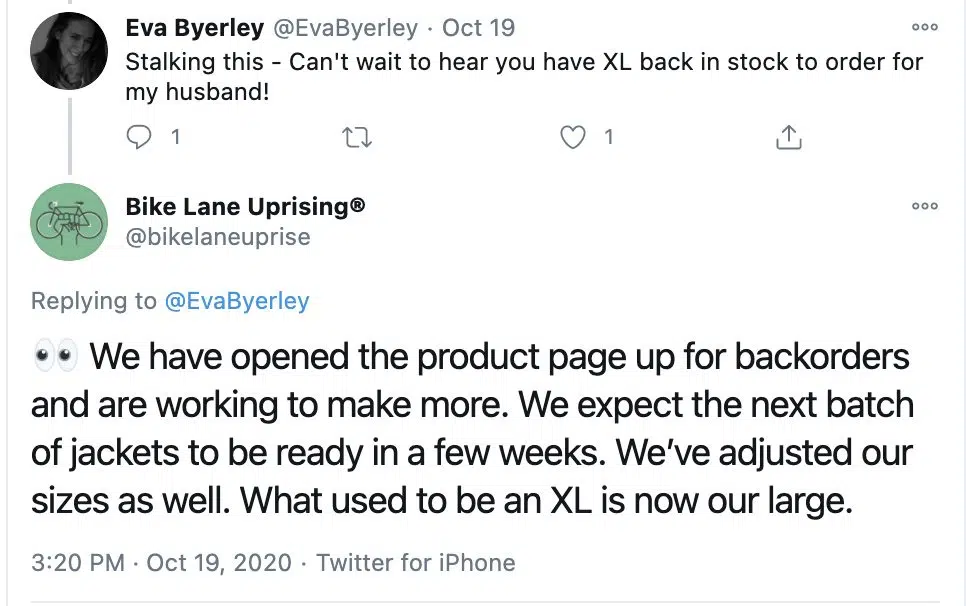 Eva Byerley @EvaByerley · Oct 19
Stalking this - Can't wait to hear you have XL back in stock to order for
my husband!
1 1
Bike Lane Uprising®
@bikelaneuprise
Replying to @EvaByerley
👀 We have opened the product page up for backorders
and are working to make more. We expect the next batch
of jackets to be ready in a few weeks. We’ve adjusted our
sizes as well. What used to be an XL is now our large.
3:20 PM · Oct 19, 2020 · Twitter for iPhone